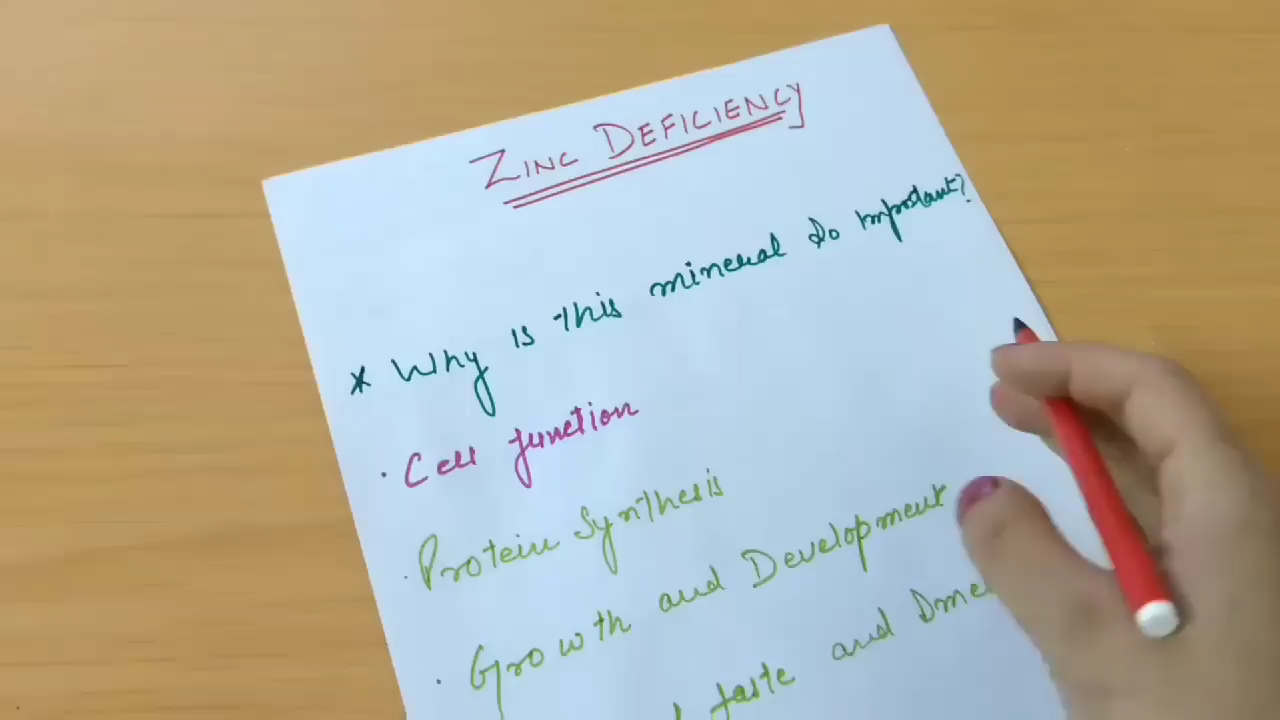 ZINC DEFICIENCY
* Why is this mineral so important?
· Cell function
· Protein Synthesis
· Growth and Development
taste and